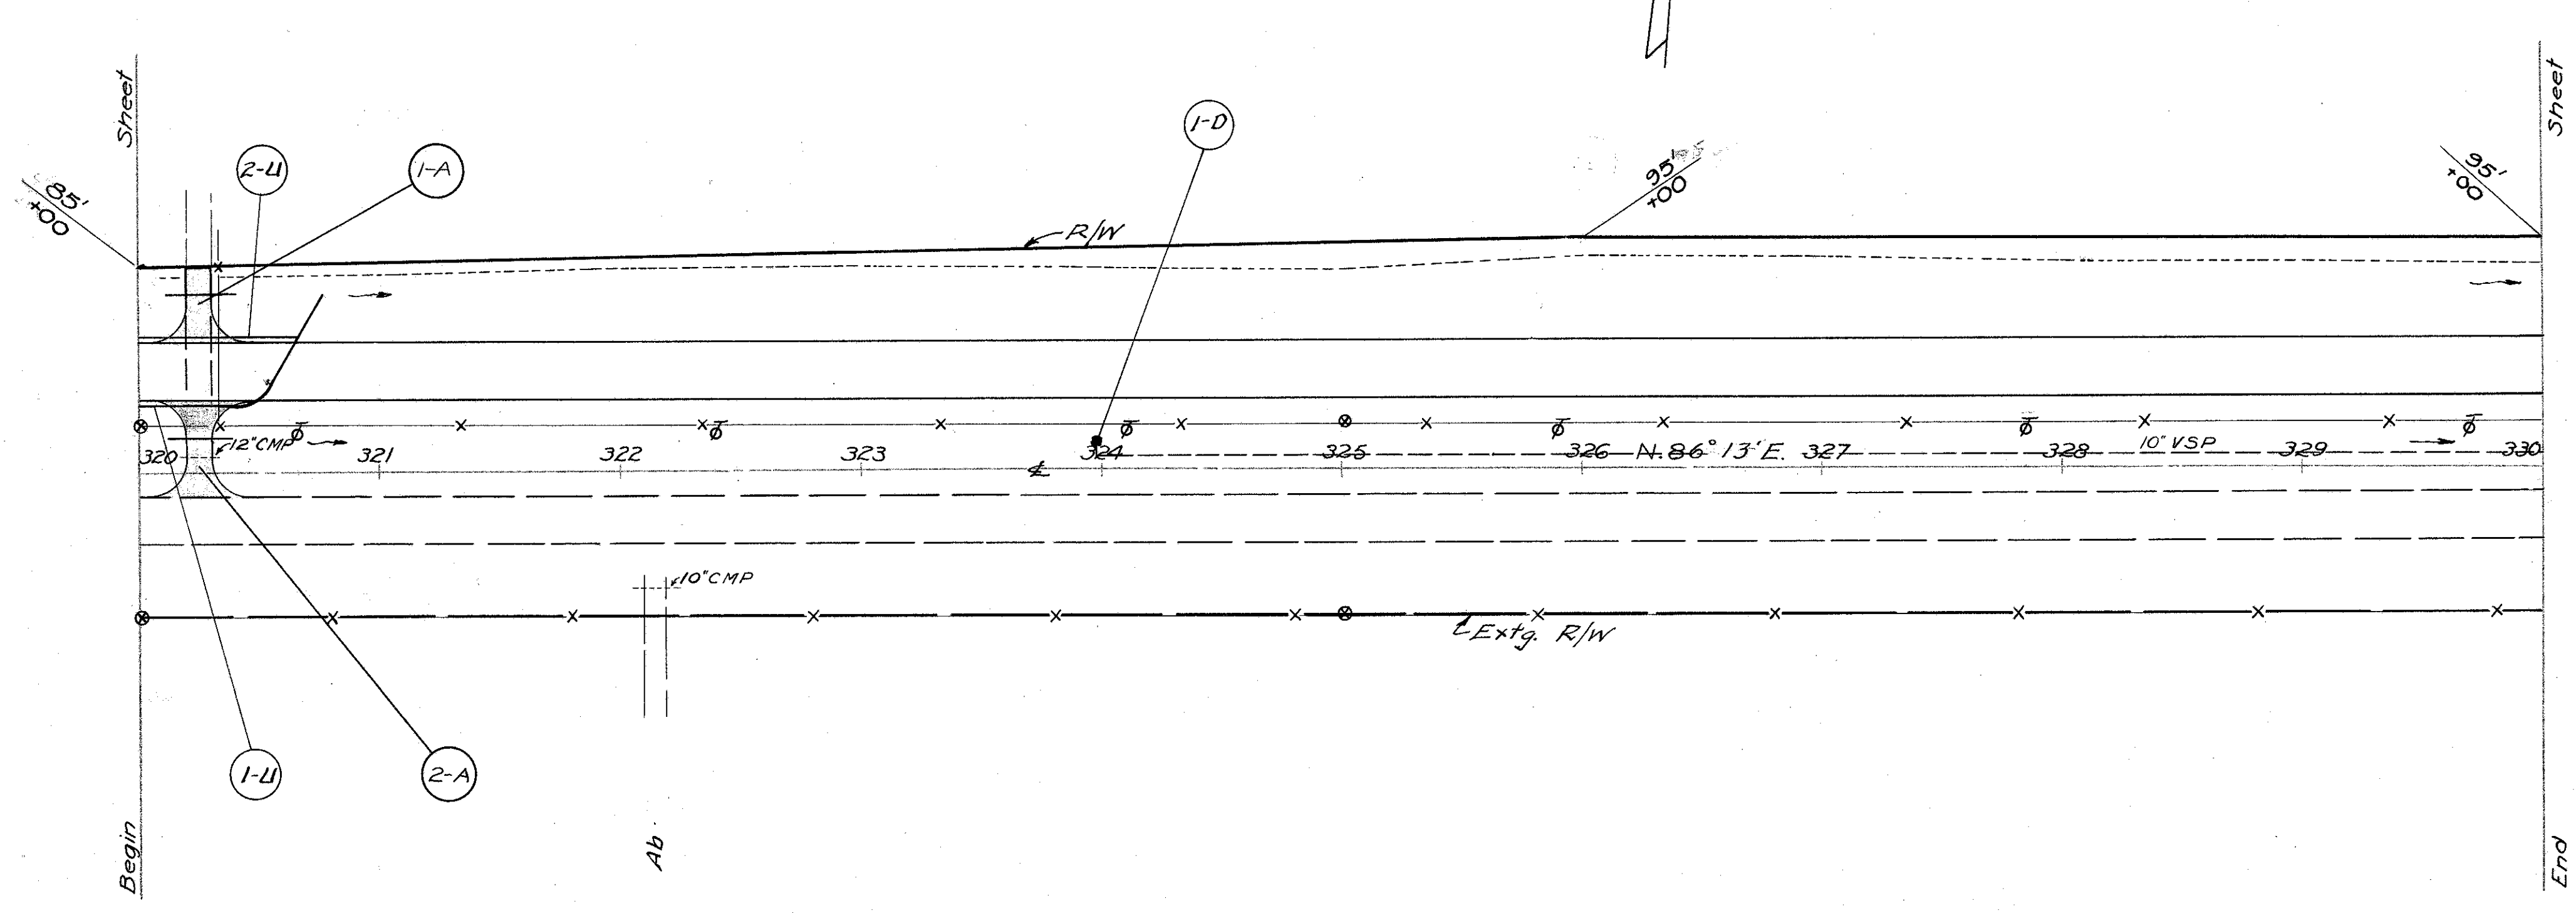 Sheet
Sheet
1-D
2-U
1-A
85'
+00
95'
+00
95'
+00
R/W
12"CMP
320
321
322
323
324
325
326
N. 86° 13' E.
327
328
10" VSP
329
330
℄
10"CMP
Extg. R/W
1-U
2-A
Begin
Ab.
End